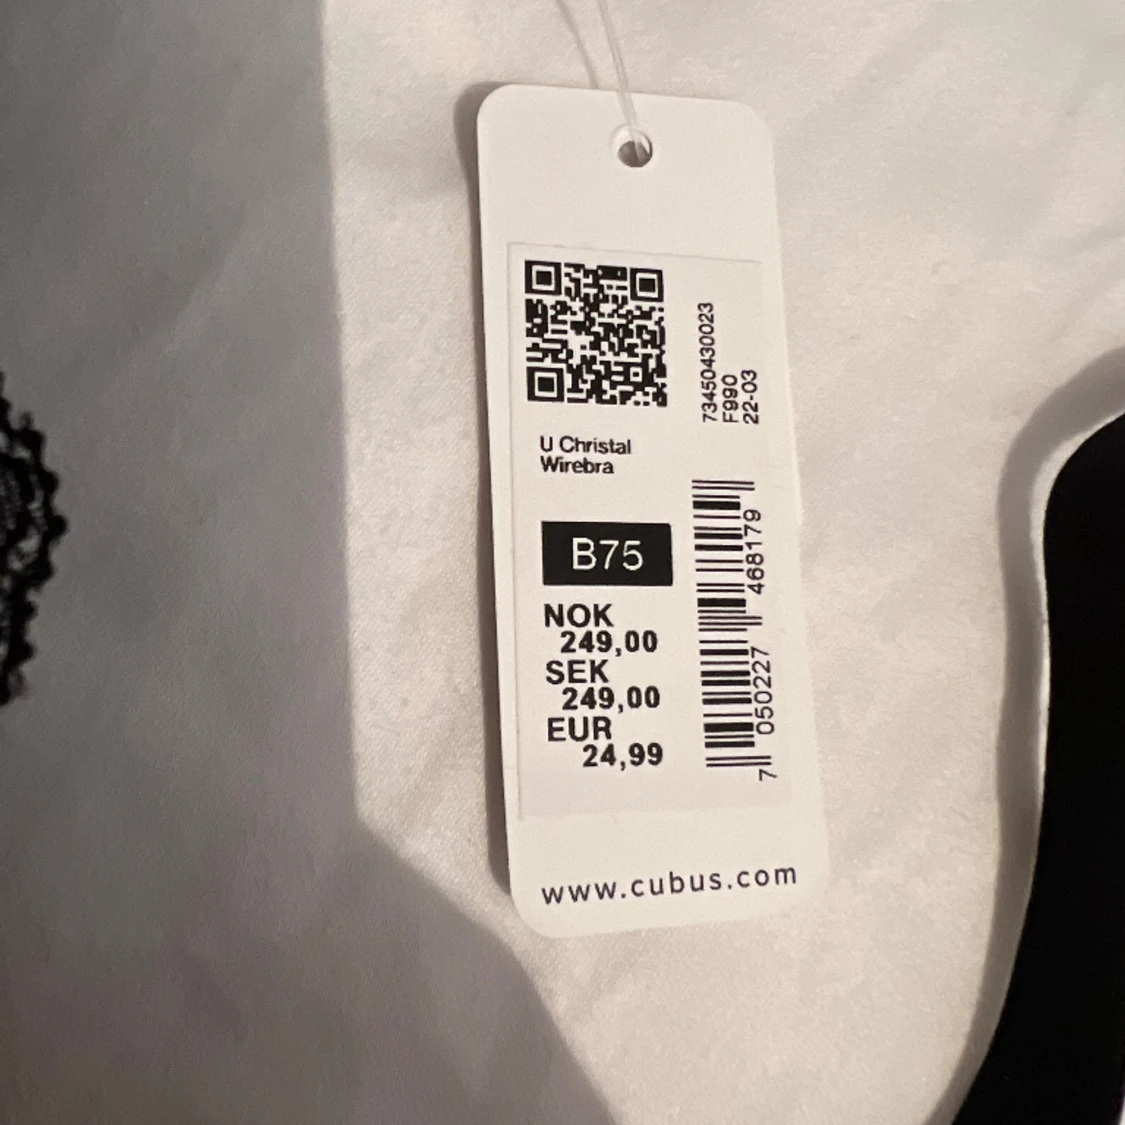 73450430023
F990
22-03
U Christal
Wirebra
B75
NOK
249,00
SEK
249,00
EUR
24,99
7 050227 468179
www.cubus.com